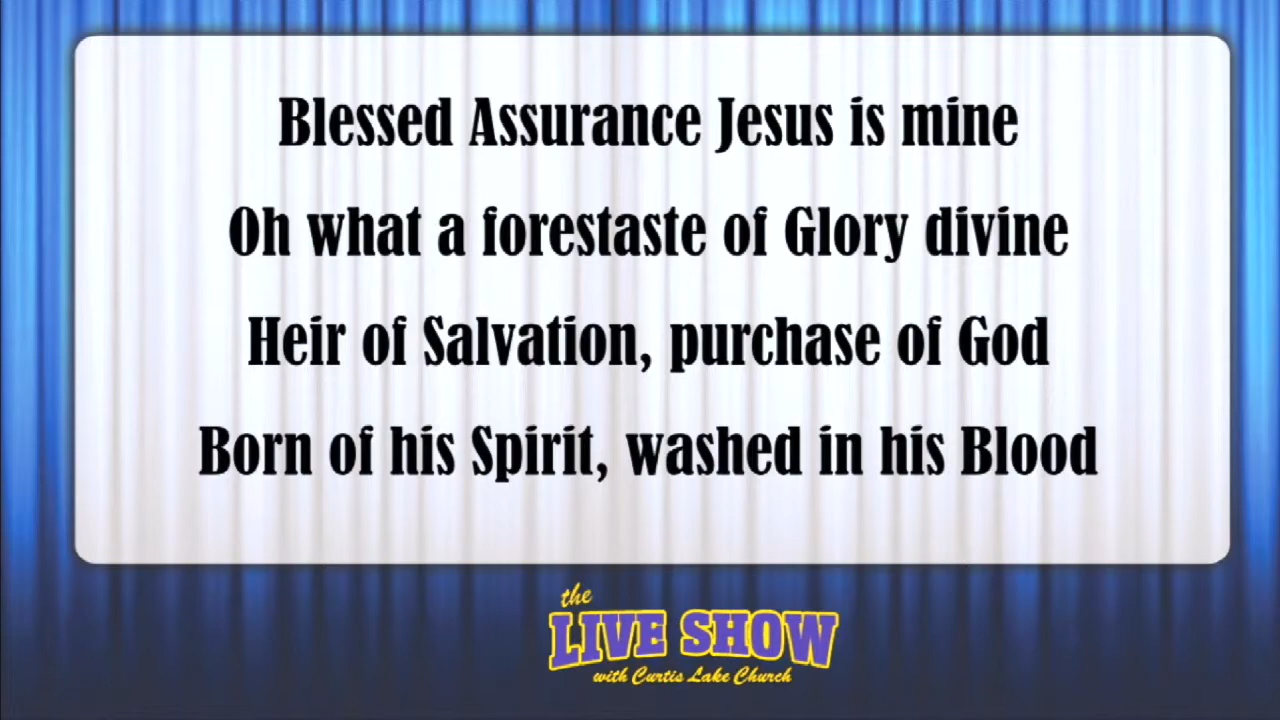 Blessed Assurance Jesus is mine
Oh what a forestaste of Glory divine
Heir of Salvation, purchase of God
Born of his Spirit, washed in his Blood
the
LIVE SHOW
with Curtis Lake Church